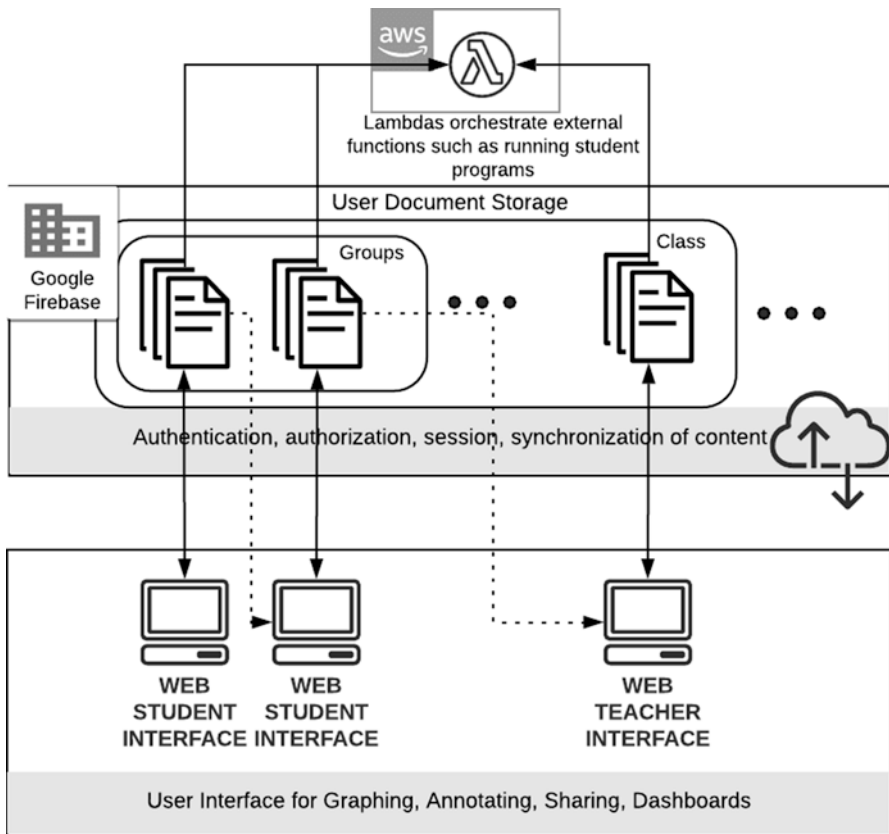 aws
Lambdas orchestrate external
functions such as running student
programs
User Document Storage
Google
Firebase
Groups
Class
Authentication, authorization, session, synchronization of content
WEB
STUDENT
INTERFACE
WEB
STUDENT
INTERFACE
WEB
TEACHER
INTERFACE
User Interface for Graphing, Annotating, Sharing, Dashboards